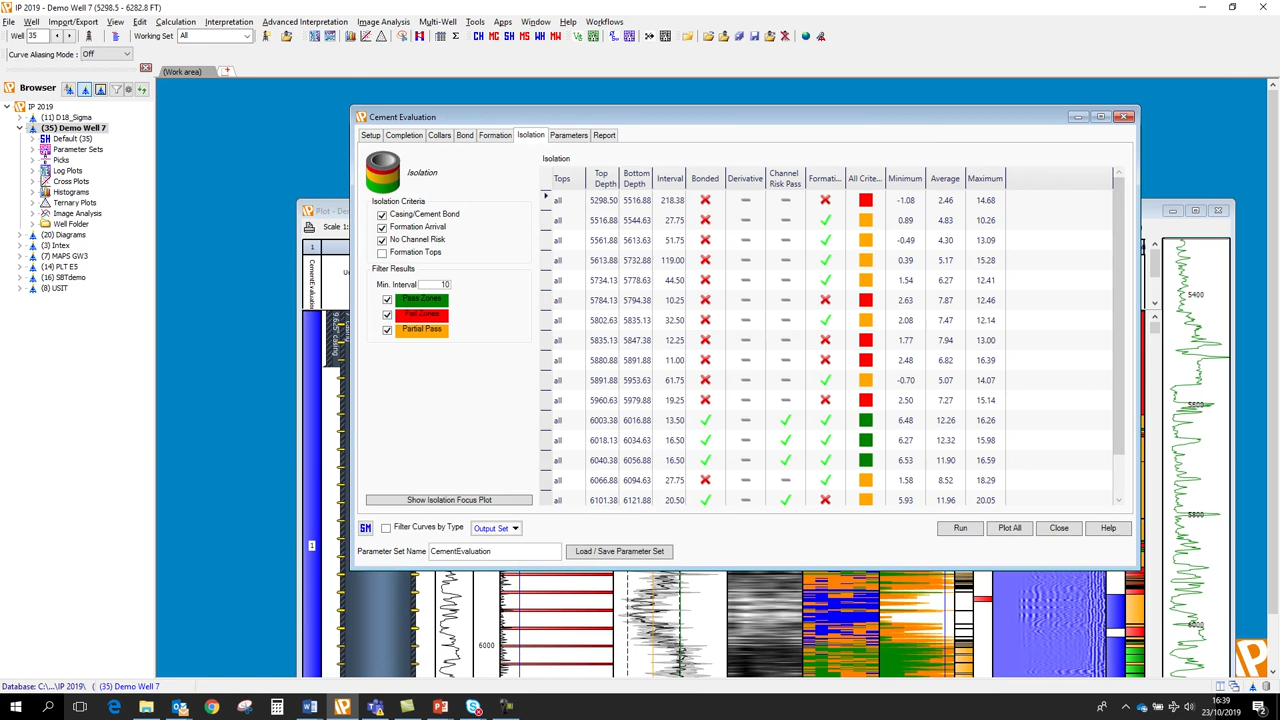 IP 2019 - Demo Well 7 (5298.5 - 6282.8 FT)
File Well Import/Export View Edit Calculation Interpretation Advanced Interpretation Image Analysis Multi-Well Tools Apps Window Help Workflows
Well 35 Working Set All CH MC SH MS WH MW
Curve Aliasing Mode : Off
(Work area)
Browser
IP 2019
(11) D18_Sigma
(35) Demo Well 7
Default (35)
Parameter Sets
Picks
Log Plots
Cross Plots
Histograms
Ternary Plots
Image Analysis
Well Folder
(20) Diagrams
(3) Intex
(7) MAPS GW3
(14) PLT E5
(16) SBTdemo
(8) USIT
Plot - De
Scale 1:
1
CementEvaluation
9.625" casing
1
Cement Evaluation
Setup Completion Collars Bond Formation Isolation Parameters Report
Isolation
Isolation Criteria
Casing/Cement Bond
Formation Arrival
No Channel Risk
Formation Tops
Filter Results
Min. Interval 10
Pass Zones
Fail Zones
Partial Pass
Show Isolation Focus Plot
Isolation
Tops Top Depth Bottom Depth Interval Bonded Derivative Channel Risk Pass Formati... All Crite... Minimum Average Maximum
all 5298.50 5516.88 218.38 -1.08 2.46 14.68
all 5516.88 5544.63 27.75 0.89 4.83 10.26
all 5561.88 5613.63 51.75 -0.49 4.30 13.09
all 5613.88 5732.88 119.00 0.39 5.17 15.28
all 5734.13 5778.63 44.50 1.54 6.27 12.41
all 5784.13 5794.38 10.25 2.63 7.87 12.46
all 5802.63 5835.13 32.50 2.08 7.47 12.14
all 5835.13 5847.38 12.25 1.77 7.94 13.00
all 5880.88 5891.88 11.00 2.48 6.82 16.39
all 5891.88 5953.63 61.75 -0.70 5.07 14.07
all 5960.63 5979.88 19.25 2.50 7.27 15.14
all 6003.38 6016.88 13.50 6.48 12.26 16.26
all 6018.13 6034.63 16.50 6.27 12.32 15.98
all 6040.38 6056.88 16.50 6.53 11.90 16.59
all 6066.88 6094.63 27.75 1.58 8.52 18.29
all 6101.38 6121.88 20.50 5.93 11.96 20.05
SM Filter Curves by Type Output Set Run Plot All Close Help
Parameter Set Name CementEvaluation Load / Save Parameter Set
5400
5800
6000
Database: C:\...\IP 2019\ ( (35) Demo Well 7
16:39
23/10/2019
2